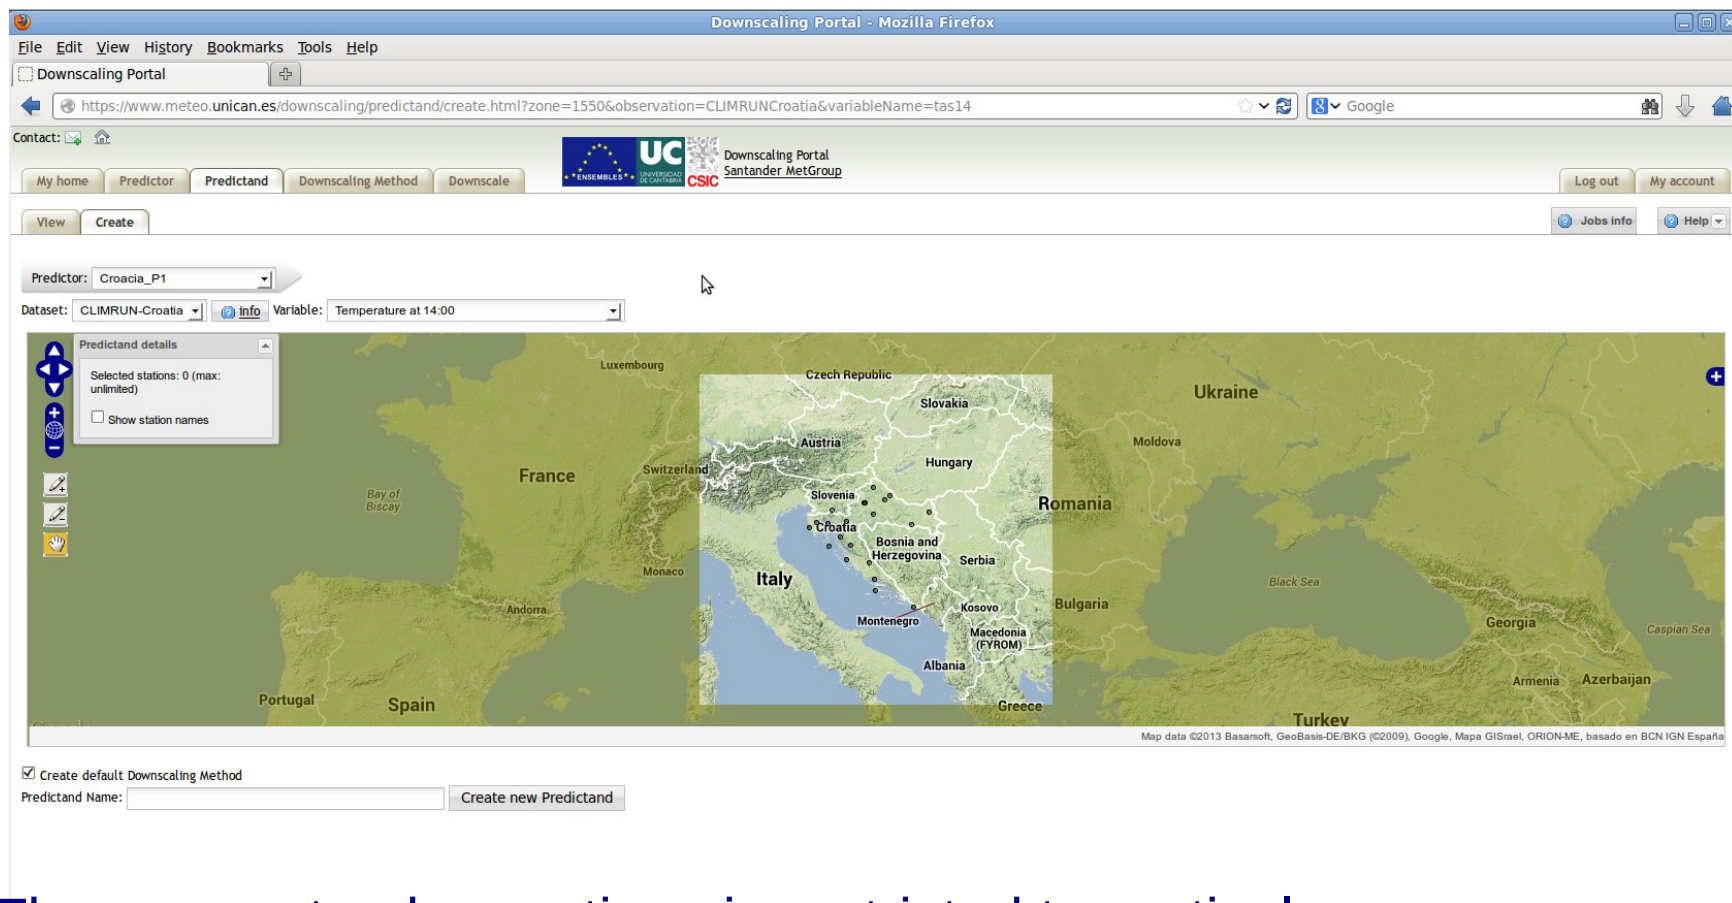 Downscaling Portal - Mozilla Firefox
File Edit View History Bookmarks Tools Help
Downscaling Portal
https://www.meteo.unican.es/downscaling/predictand/create.html?zone=1550&observation=CLIMRUNCroatia&variableName=tas14
Google
Contact:
ENSEMBLES
UC
UNIVERSIDAD
DE CANTABRIA
CSIC
Downscaling Portal
Santander MetGroup
My home Predictor Predictand Downscaling Method Downscale
Log out My account
View Create
Jobs info Help
Predictor: Croacia_P1
Dataset: CLIMRUN-Croatia info Variable: Temperature at 14:00
Predictand details
Selected stations: 0 (max:
unlimited)
Show station names
Luxembourg
Czech Republic
Ukraine
Slovakia
Moldova
Austria
Hungary
France
Switzerland
Bay of
Biscay
Slovenia
Romania
Croatia
Bosnia and
Herzegovina
Serbia
Monaco
Italy
Black Sea
Andorra
Kosovo
Bulgaria
Montenegro
Georgia
Macedonia
(FYROM)
Caspian Sea
Albania
Armenia
Azerbaijan
Portugal
Spain
Greece
Turkey
Map data ©2013 Basarsoft, GeoBasis-DE/BKG (©2009), Google, Mapa GISrael, ORION-ME, basado en BCN IGN España
Create default Downscaling Method
Predictand Name:
Create new Predictand